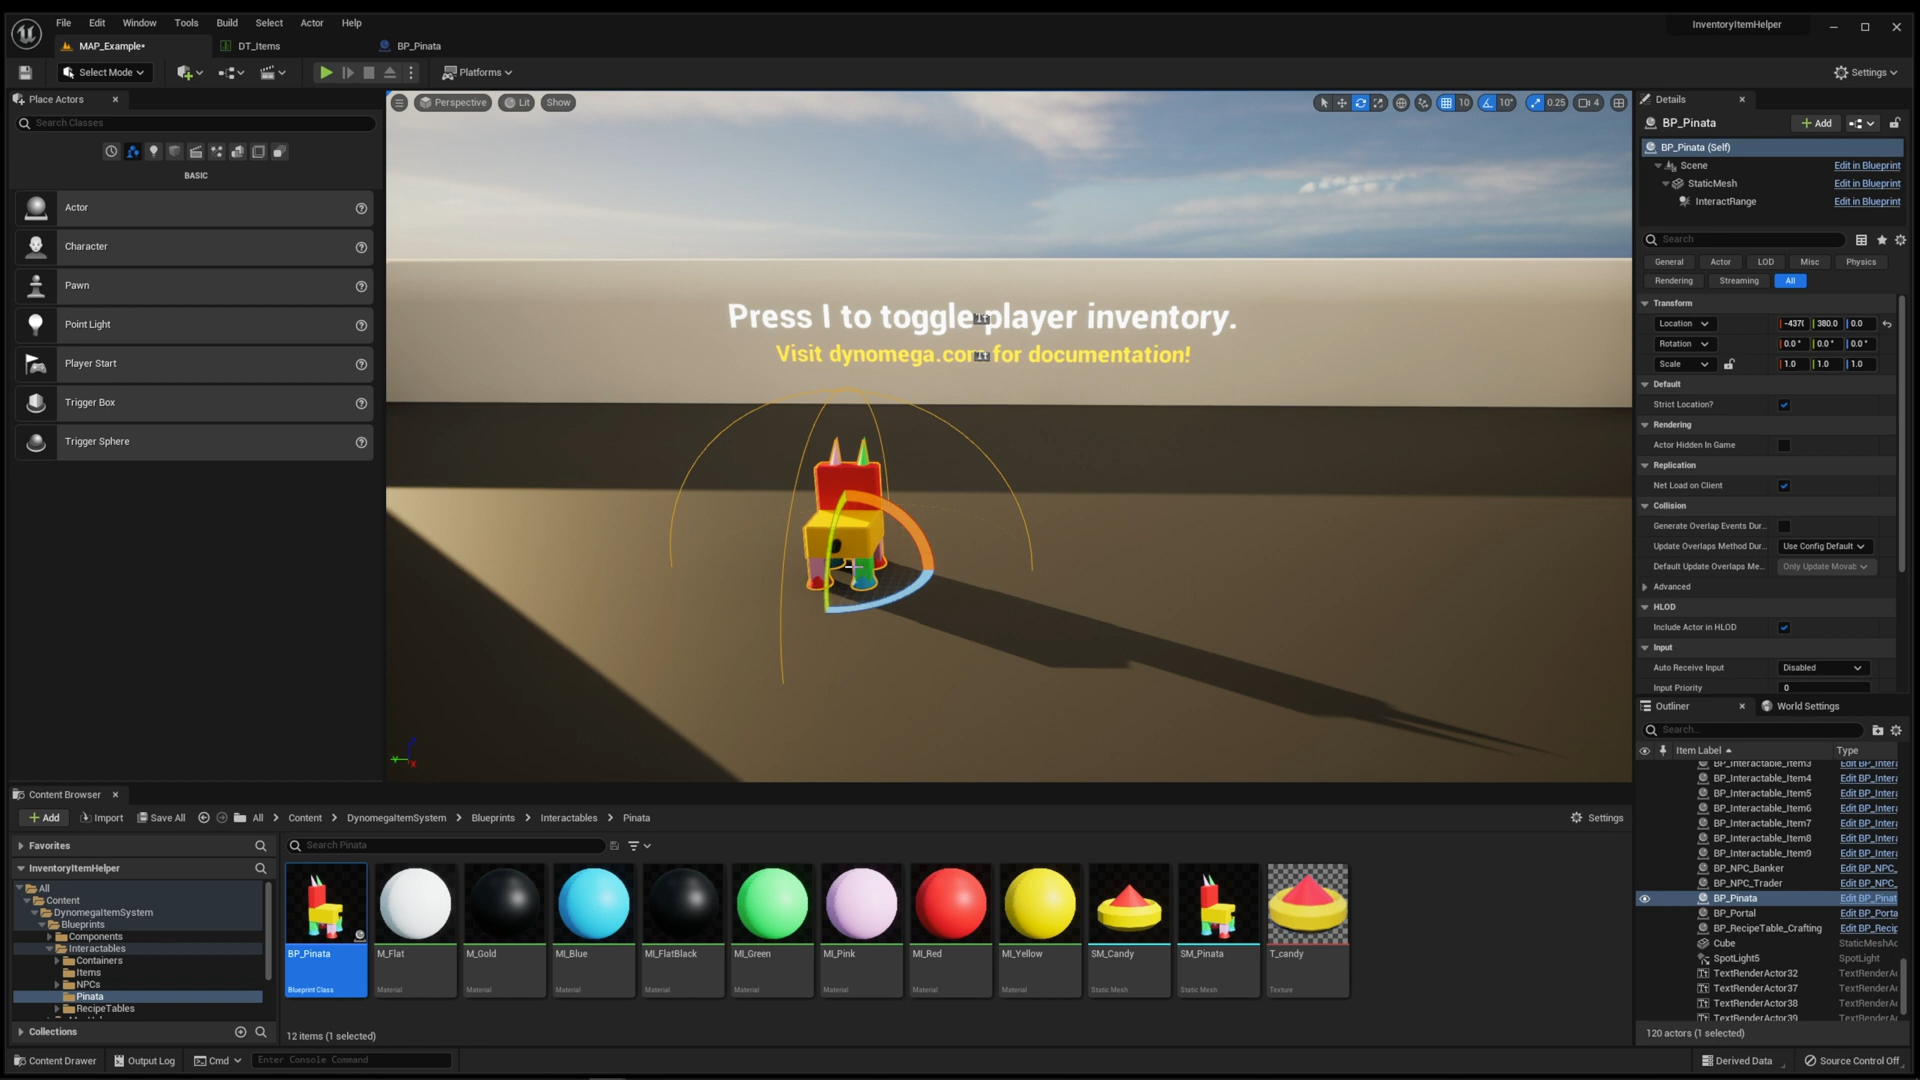 File Edit Window Tools Build Select Actor Help
InventoryItemHelper
MAP_Example•
DT_Items
BP_Pinata
Select Mode
Platforms
Settings
Place Actors
Search Classes
BASIC
Actor
Character
Pawn
Point Light
Player Start
Trigger Box
Trigger Sphere
Perspective
Lit
Show
10
10°
0.25
4
Press I to toggle player inventory.
Visit dynomega.com for documentation!
Details
BP_Pinata
Add
BP_Pinata (Self)
Scene Edit in Blueprint
StaticMesh Edit in Blueprint
InteractRange Edit in Blueprint
Search
General Actor LOD Misc Physics
Rendering Streaming All
Transform
Location -437( 380.0 0.0
Rotation 0.0 ° 0.0 ° 0.0 °
Scale 1.0 1.0 1.0
Default
Strict Location?
Rendering
Actor Hidden In Game
Replication
Net Load on Client
Collision
Generate Overlap Events Dur...
Update Overlaps Method Dur... Use Config Default
Default Update Overlaps Me... Only Update Movab
Advanced
HLOD
Include Actor in HLOD
Input
Auto Receive Input Disabled
Input Priority 0
Outliner
World Settings
Search...
Item Label Type
BP_Interactable_Item3 Edit BP_Intera
BP_Interactable_Item4 Edit BP_Intera
BP_Interactable_Item5 Edit BP_Intera
BP_Interactable_Item6 Edit BP_Intera
BP_Interactable_Item7 Edit BP_Intera
BP_Interactable_Item8 Edit BP_Intera
BP_Interactable_Item9 Edit BP_Intera
BP_NPC_Banker Edit BP_NPC_
BP_NPC_Trader Edit BP_NPC_
BP_Pinata Edit BP_Pinat
BP_Portal Edit BP_Porta
BP_RecipeTable_Crafting Edit BP_Recip
Cube StaticMeshAc
SpotLight5 SpotLight
TextRenderActor32 TextRenderAc
TextRenderActor37 TextRenderAc
TextRenderActor38 TextRenderAc
TextRenderActor39 TextRenderAc
120 actors (1 selected)
Content Browser
Add
Import
Save All
All
Content
DynomegaItemSystem
Blueprints
Interactables
Pinata
Settings
Favorites
InventoryItemHelper
All
Content
DynomegaItemSystem
Blueprints
Components
Interactables
Containers
Items
NPCs
Pinata
RecipeTables
Collections
Search Pinata
BP_Pinata
Blueprint Class
M_Flat
Material
M_Gold
Material
MI_Blue
Material
MI_FlatBlack
Material
MI_Green
Material
MI_Pink
Material
MI_Red
Material
MI_Yellow
Material
SM_Candy
Static Mesh
SM_Pinata
Static Mesh
T_candy
Texture
12 items (1 selected)
Content Drawer
Output Log
Cmd
Enter Console Command
Derived Data
Source Control Off